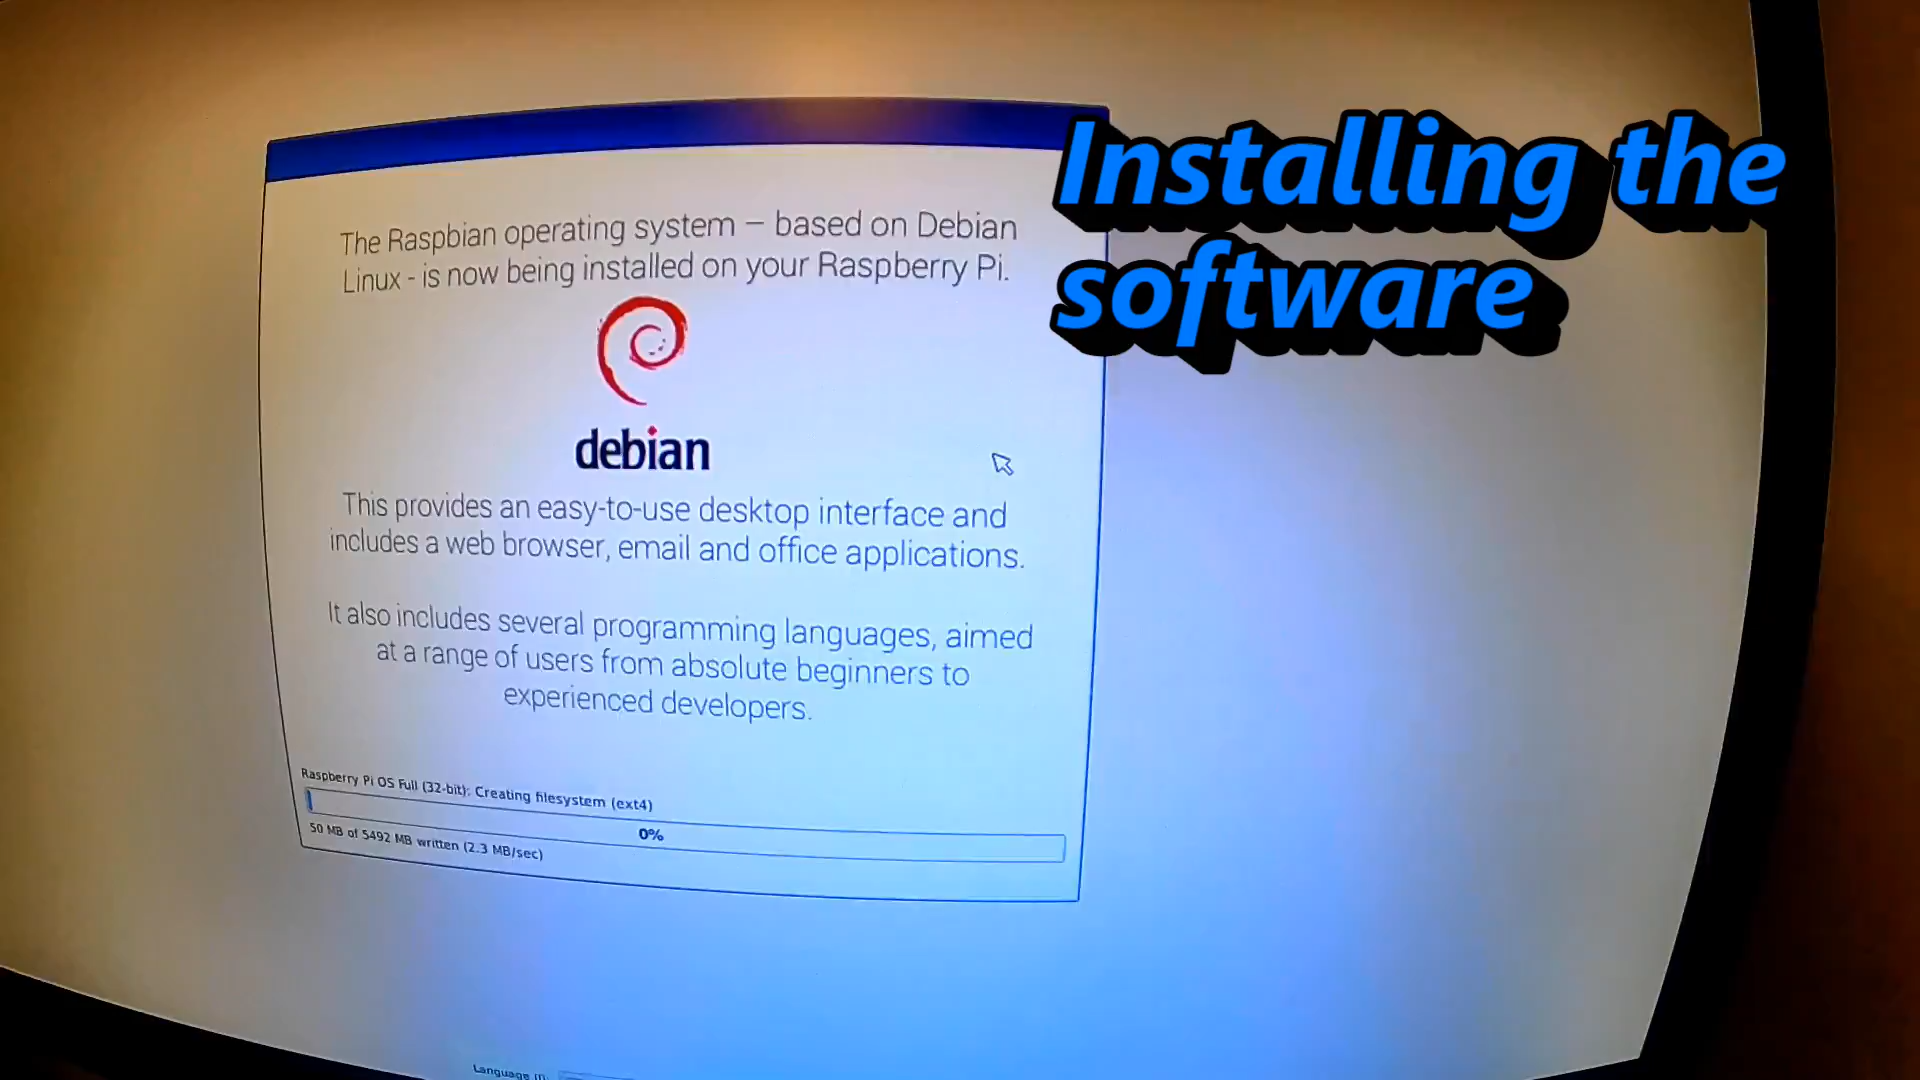 Installing the
software
The Raspbian operating system – based on Debian
Linux - is now being installed on your Raspberry Pi.
debian
This provides an easy-to-use desktop interface and
includes a web browser, email and office applications.
It also includes several programming languages, aimed
at a range of users from absolute beginners to
experienced developers.
Raspberry Pi OS Full (32-bit): Creating filesystem (ext4)
0%
50 MB of 5492 MB written (2.3 MB/sec)
Language